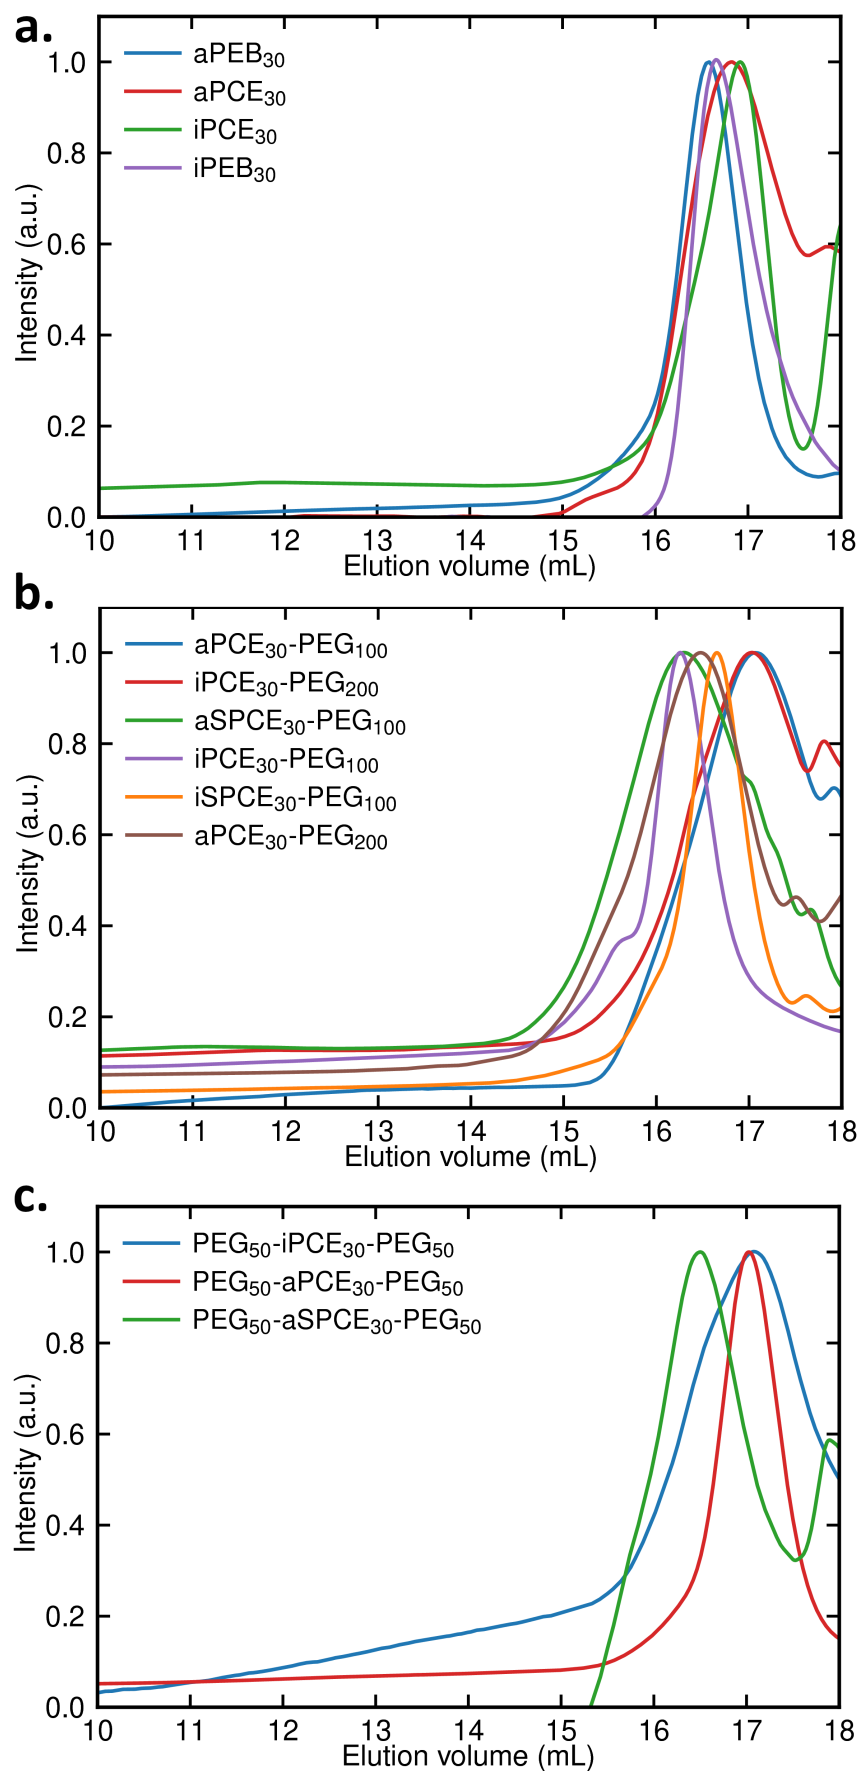 a.
aPEB30
aPCE30
iPCE30
iPEB30
1.0
0.8
0.6
0.4
0.2
0.0
Intensity (a.u.)
10 11 12 13 14 15 16 17 18
Elution volume (mL)
b.
aPCE30-PEG100
iPCE30-PEG200
aSPCE30-PEG100
iPCE30-PEG100
iSPCE30-PEG100
aPCE30-PEG200
1.0
0.8
0.6
0.4
0.2
0.0
Intensity (a.u.)
10 11 12 13 14 15 16 17 18
Elution volume (mL)
c.
PEG50-iPCE30-PEG50
PEG50-aPCE30-PEG50
PEG50-aSPCE30-PEG50
1.0
0.8
0.6
0.4
0.2
0.0
Intensity (a.u.)
10 11 12 13 14 15 16 17 18
Elution volume (mL)